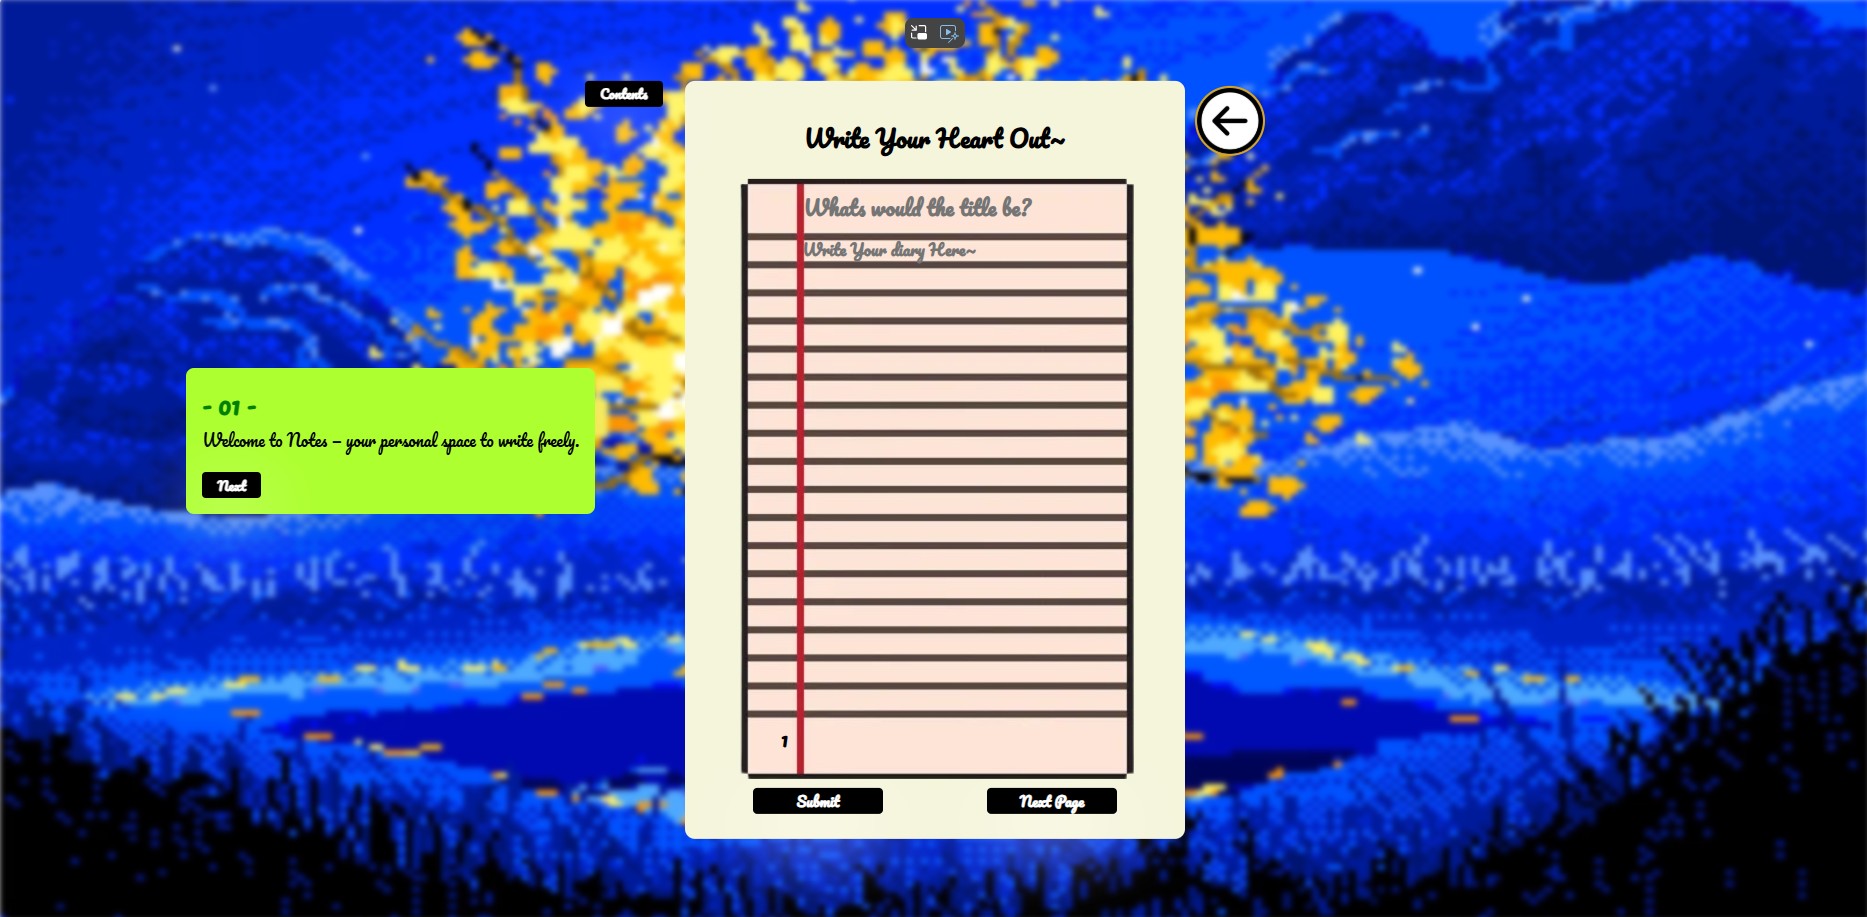 Contents
Write Your Heart Out~
Whats would the title be?
Write Your diary Here~
- 01 -
Welcome to Notes – your personal space to write freely.
Next
1
Submit
Next Page